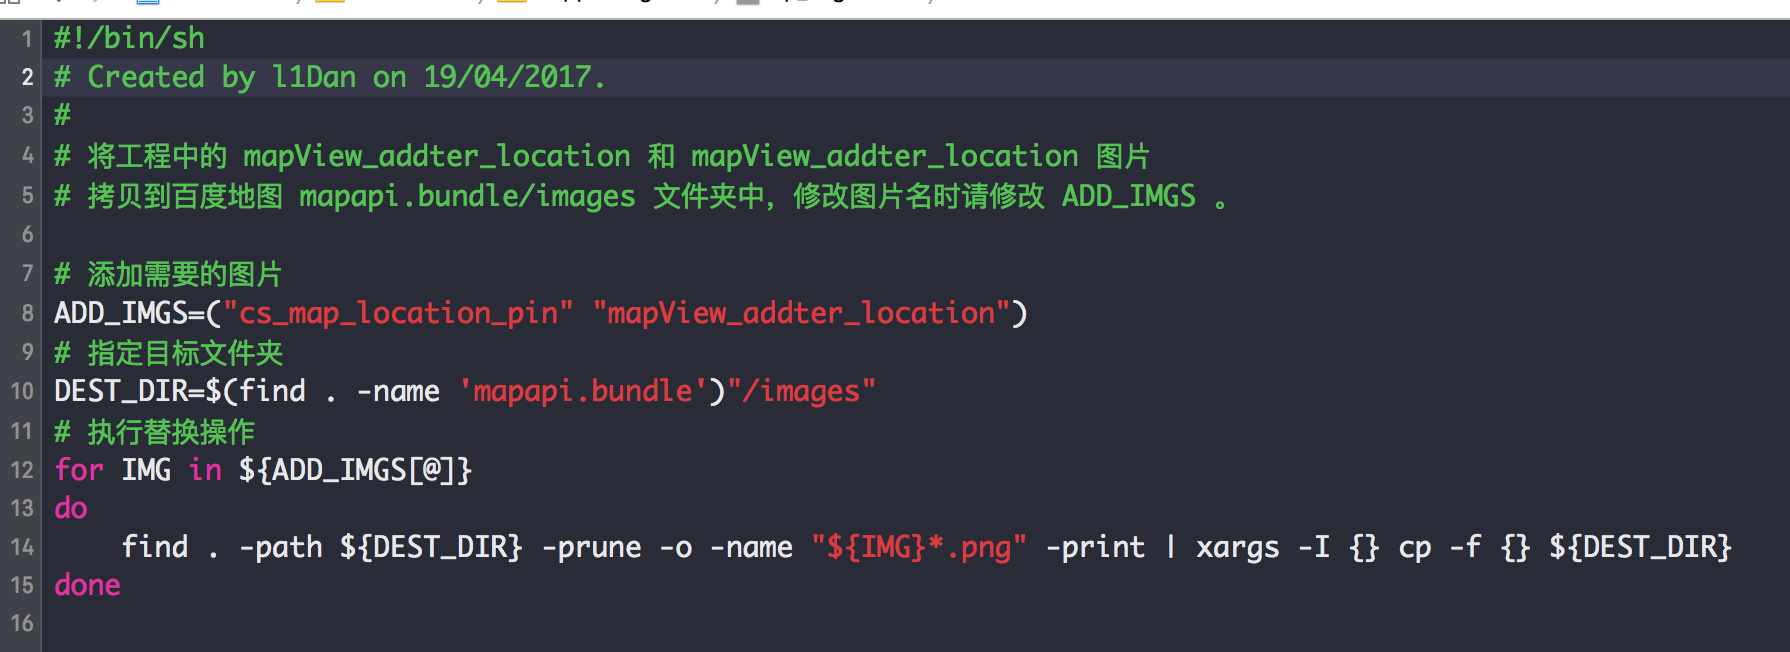 1 #!/bin/sh
2 # Created by l1Dan on 19/04/2017.
3 #
4 # 将工程中的 mapView_addter_location 和 mapView_addter_location 图片
5 # 拷贝到百度地图 mapapi.bundle/images 文件夹中，修改图片名时请修改 ADD_IMGS 。
6
7 # 添加需要的图片
8 ADD_IMGS=("cs_map_location_pin" "mapView_addter_location")
9 # 指定目标文件夹
10 DEST_DIR=$(find . -name 'mapapi.bundle')"/images"
11 # 执行替换操作
12 for IMG in ${ADD_IMGS[@]}
13 do
14     find . -path ${DEST_DIR} -prune -o -name "${IMG}*.png" -print | xargs -I {} cp -f {} ${DEST_DIR}
15 done
16